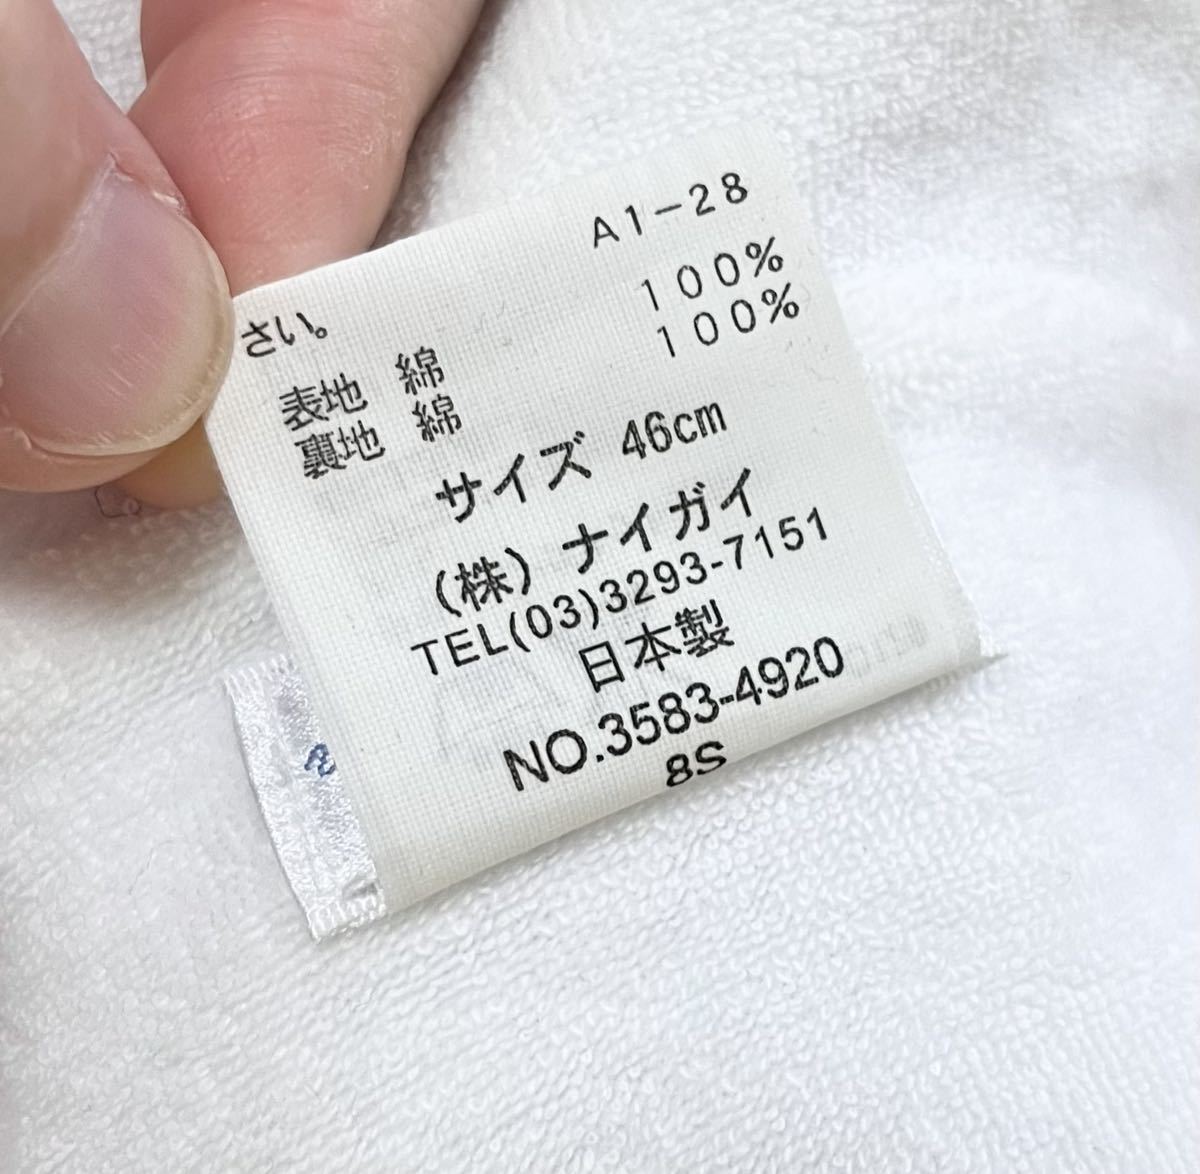 A1-28
さい。
表地 綿 100%
裏地 綿 100%
サイズ 46cm
(株) ナイガイ
TEL(03)3293-7151
日本製
NO.3583-4920
8S